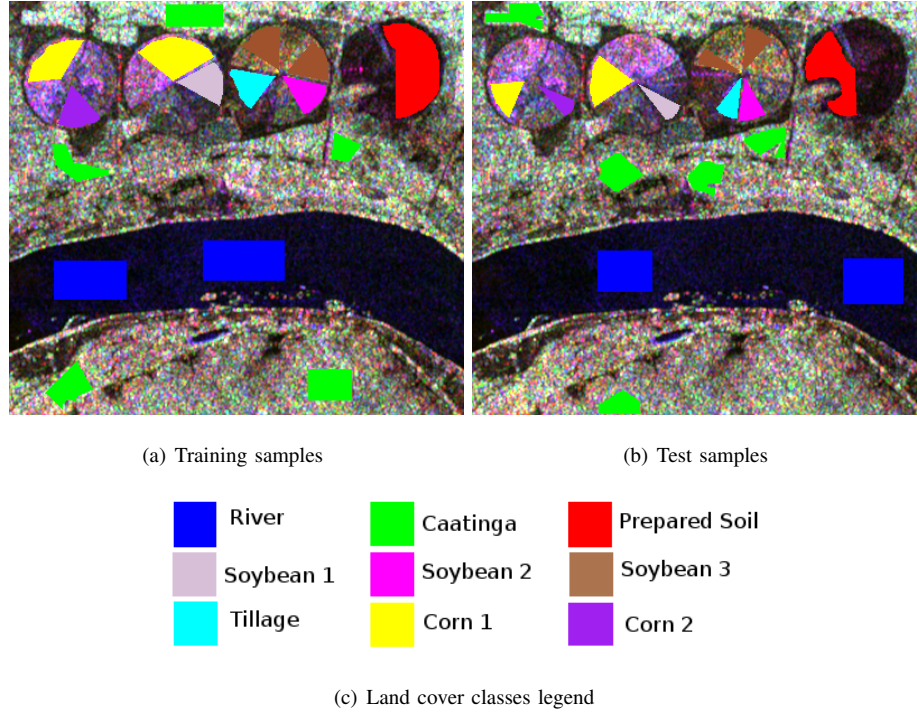 (a) Training samples
(b) Test samples
River
Caatinga
Prepared Soil
Soybean 1
Soybean 2
Soybean 3
Tillage
Corn 1
Corn 2
(c) Land cover classes legend